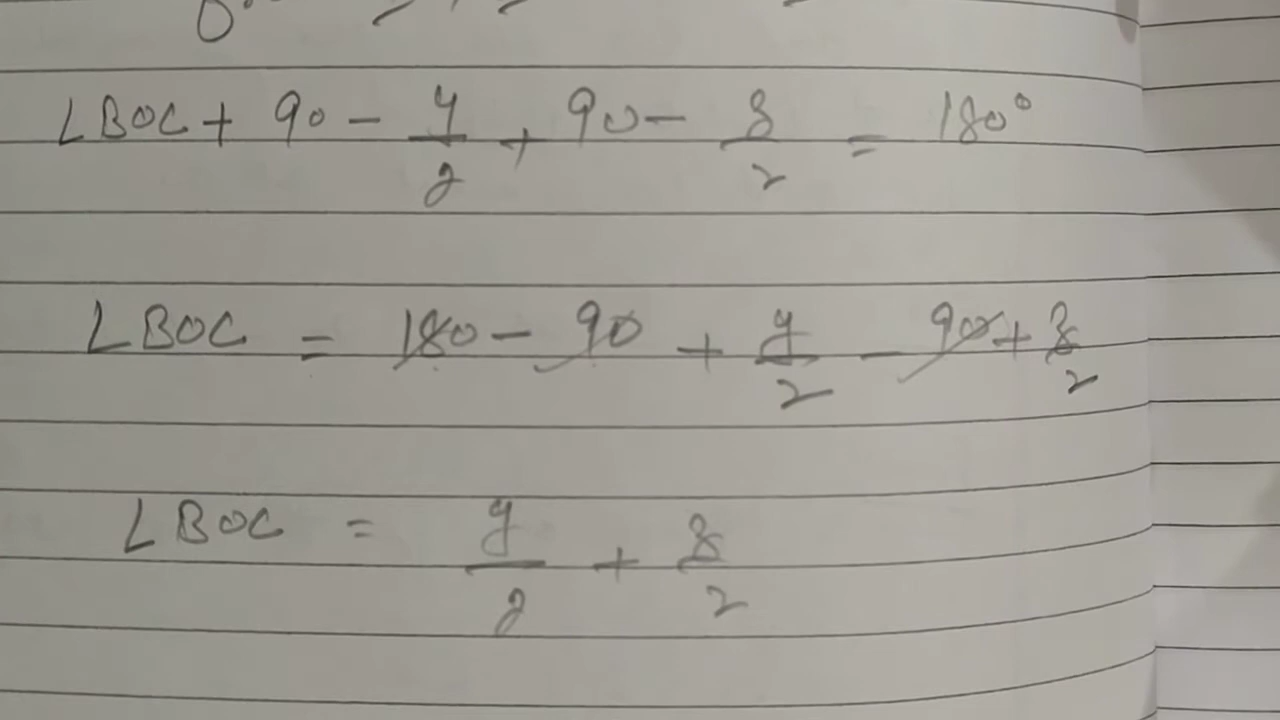 ∠BOC + 90 - y/2 + 90 - z/2 = 180°
∠BOC = 180 - 90 + y/2 - 90 + z/2
∠BOC = y/2 + z/2